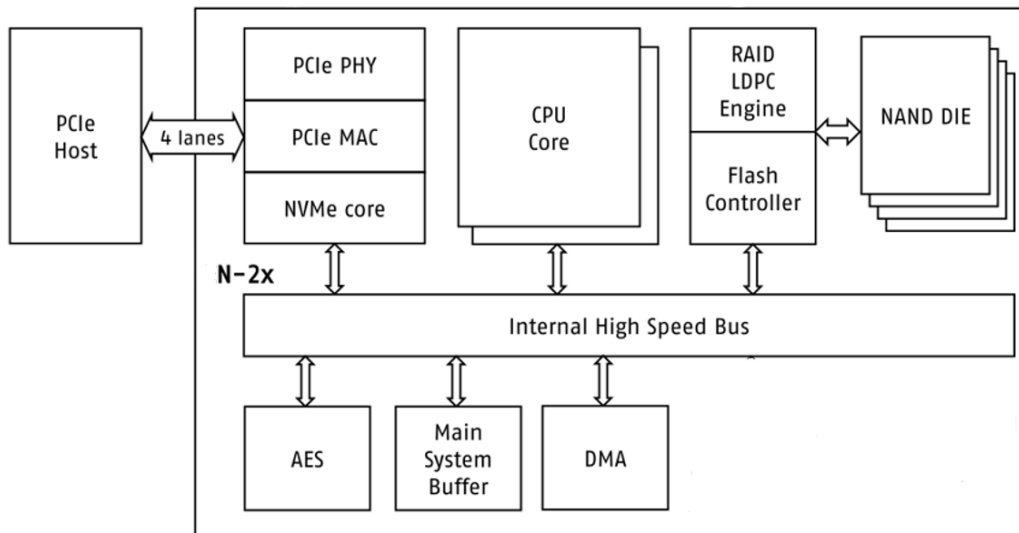 PCIe
Host
4 lanes
PCIe PHY
PCIe MAC
NVMe core
CPU
Core
RAID
LDPC
Engine
Flash
Controller
NAND DIE
N-2x
Internal High Speed Bus
AES
Main
System
Buffer
DMA